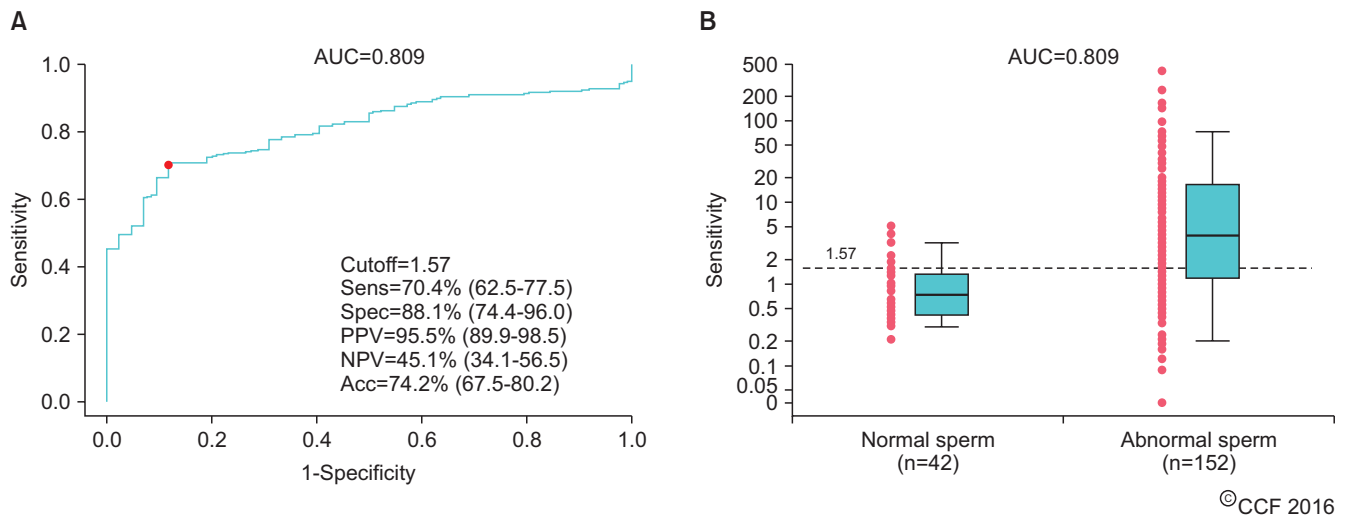 A
AUC=0.809
1.0
0.8
0.6
0.4
0.2
0.0
Sensitivity
Cutoff=1.57
Sens=70.4% (62.5-77.5)
Spec=88.1% (74.4-96.0)
PPV=95.5% (89.9-98.5)
NPV=45.1% (34.1-56.5)
Acc=74.2% (67.5-80.2)
0.0 0.2 0.4 0.6 0.8 1.0
1-Specificity
B
AUC=0.809
500
200
100
50
20
10
5
2
1
0.5
0.2
0.1
0.05
0
Sensitivity
1.57
Normal sperm
(n=42)
Abnormal sperm
(n=152)
©CCF 2016